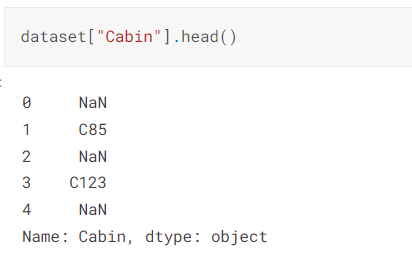 dataset["Cabin"].head()
:
0 NaN
1 C85
2 NaN
3 C123
4 NaN
Name: Cabin, dtype: object